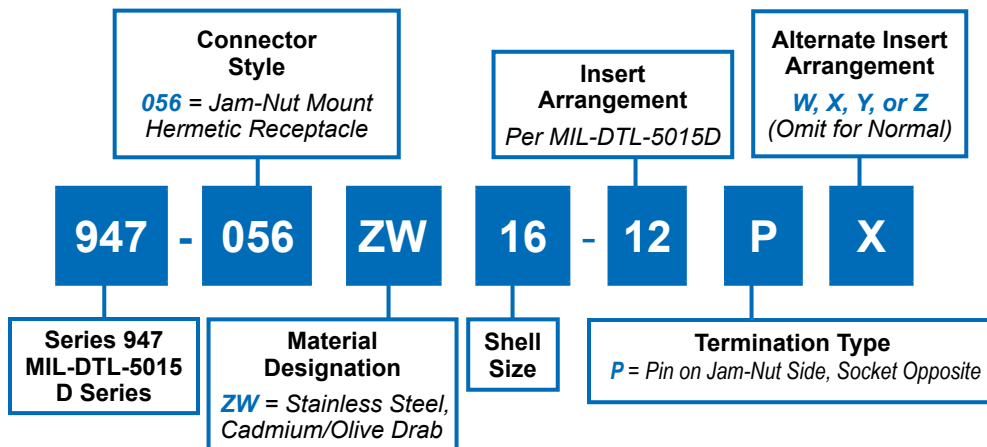 Connector
Style
056 = Jam-Nut Mount
Hermetic Receptacle
Insert
Arrangement
Per MIL-DTL-5015D
Alternate Insert
Arrangement
W, X, Y, or Z
(Omit for Normal)
947 - 056 ZW 16 - 12 P X
Series 947
MIL-DTL-5015
D Series
Material
Designation
ZW = Stainless Steel,
Cadmium/Olive Drab
Shell
Size
Termination Type
P = Pin on Jam-Nut Side, Socket Opposite